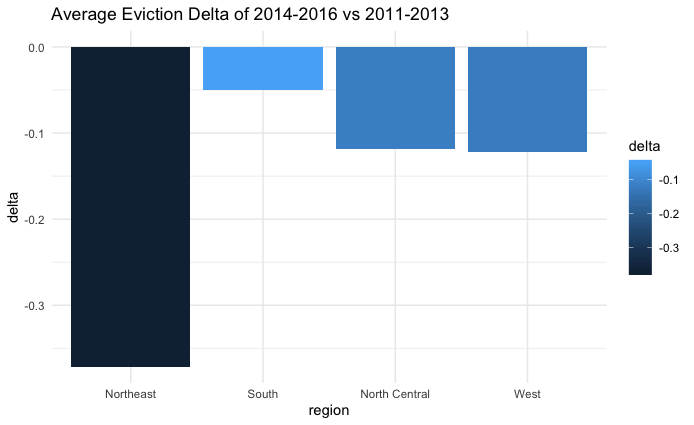 Average Eviction Delta of 2014-2016 vs 2011-2013
delta
0.0
-0.1
-0.2
-0.3
Northeast South North Central West
region
delta
-0.1
-0.2
-0.3